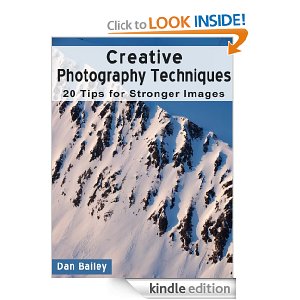 Click to LOOK INSIDE!
Creative
Photography Techniques
20 Tips for Stronger Images
Dan Bailey
kindle edition